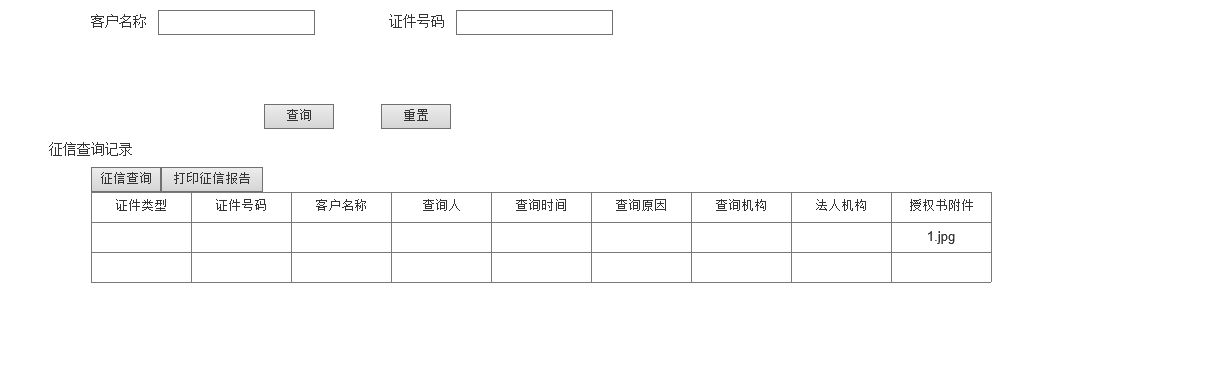 客户名称 证件号码
查询 重置
征信查询记录
征信查询 打印征信报告
证件类型 证件号码 客户名称 查询人 查询时间 查询原因 查询机构 法人机构 授权书附件
1.jpg